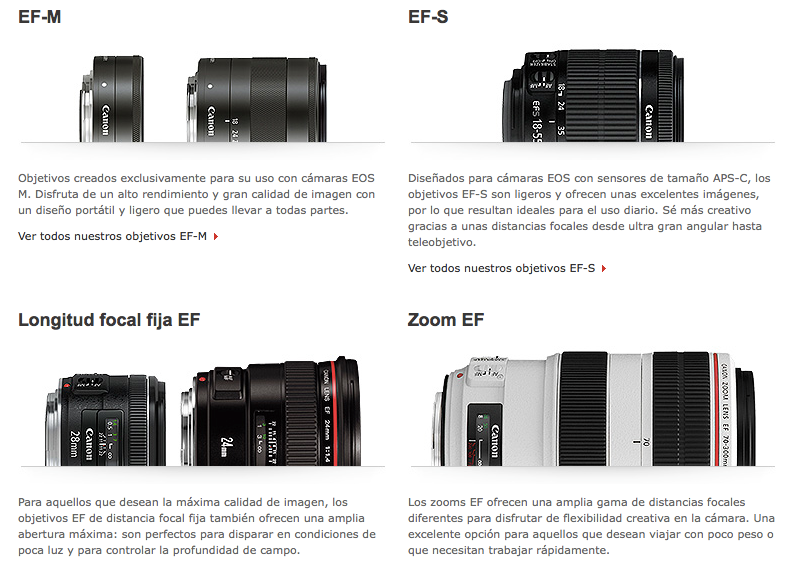 EF-M
Objetivos creados exclusivamente para su uso con cámaras EOS
M. Disfruta de un alto rendimiento y gran calidad de imagen con
un diseño portátil y ligero que puedes llevar a todas partes.
Ver todos nuestros objetivos EF-M
EF-S
Diseñados para cámaras EOS con sensores de tamaño APS-C, los
objetivos EF-S son ligeros y ofrecen unas excelentes imágenes,
por lo que resultan ideales para el uso diario. Sé más creativo
gracias a unas distancias focales desde ultra gran angular hasta
teleobjetivo.
Ver todos nuestros objetivos EF-S
Canon
Canon
18 24
STABILIZER
EFS 18-55
18 24
35
Canon
Longitud focal fija EF
Canon
28mm
24mm
CANON LENS EF 24mm 1:1.4
Para aquellos que desean la máxima calidad de imagen, los
objetivos EF de distancia focal fija también ofrecen una amplia
abertura máxima: son perfectos para disparar en condiciones de
poca luz y para controlar la profundidad de campo.
Zoom EF
Canon
70
CANON ZOOM LENS EF 70-300mm
Los zooms EF ofrecen una amplia gama de distancias focales
diferentes para disfrutar de flexibilidad creativa en la cámara. Una
excelente opción para aquellos que desean viajar con poco peso o
que necesitan trabajar rápidamente.